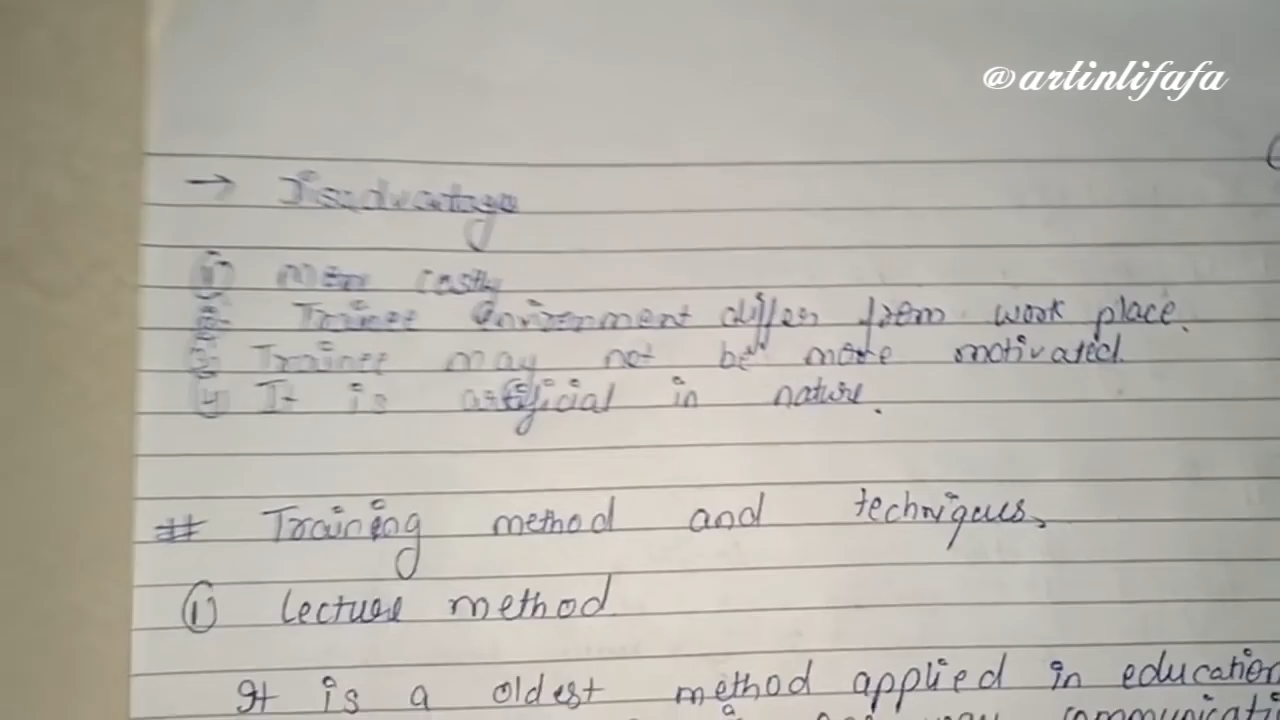 @artinlifafa
→ Disadvantage
① More costly
② Trainee environment differ from work place.
③ Trainee may not be more motivated.
④ It is artificial in nature.
# Training method and techniques.
① Lecture method
It is a oldest method applied in education